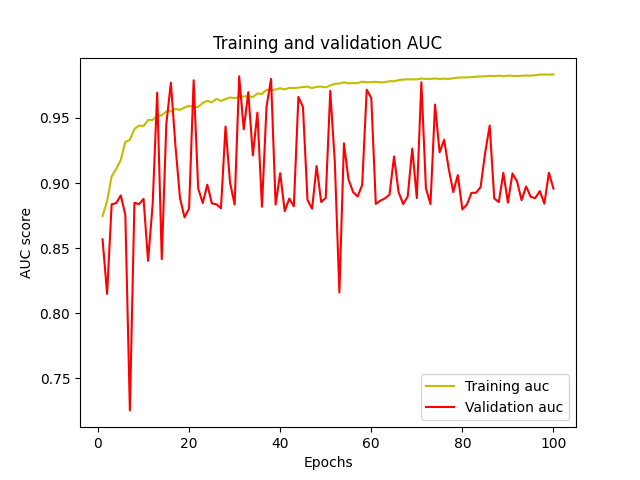 Training and validation AUC
AUC score
0.95
0.90
0.85
0.80
0.75
0
20
40
60
80
100
Epochs
Training auc
Validation auc